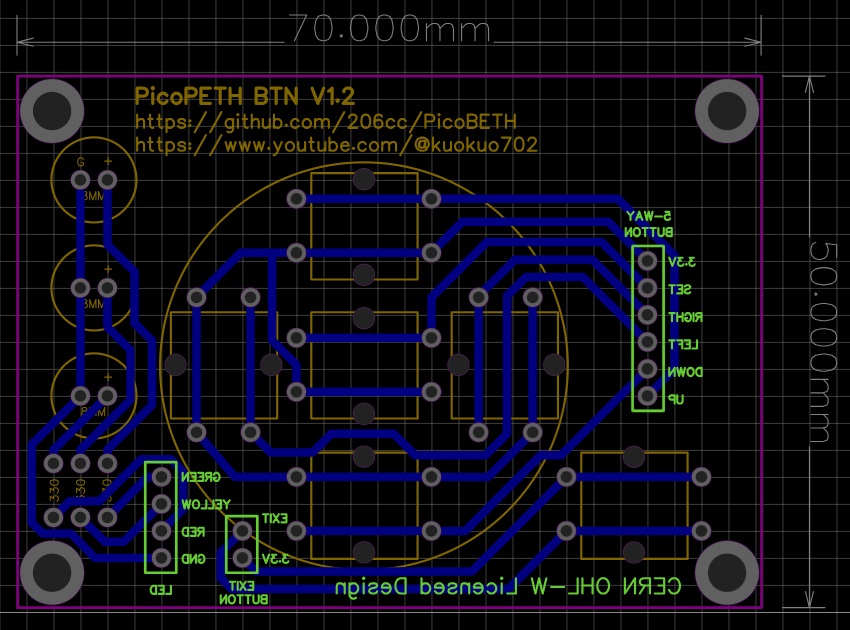 70.000mm
PicoPETH BTN V1.2
https://github.com/206cc/PicoBETH
https://www.youtube.com/@kuokuo702
50.000mm
G +
3MM
+
3MM
+
5-WAY
BUTTON
3.3V
SET
RIGHT
LEFT
DOWN
UP
330
330
GREEN
YELLOW
RED
GND
LED
EXIT
3.3V
EXIT
BUTTON
CERN OHL-W Licensed Design